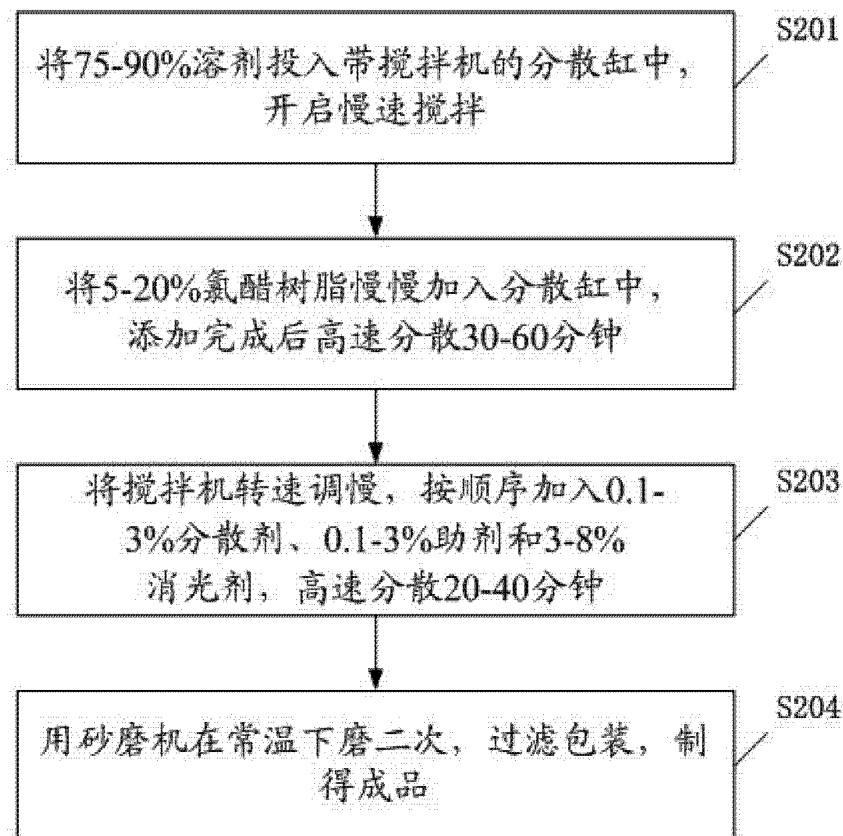 S201
将75-90%溶剂投入带搅拌机的分散缸中,
开启慢速搅拌
S202
将5-20%氯醋树脂慢慢加入分散缸中,
添加完成后高速分散30-60分钟
S203
将搅拌机转速调慢，按顺序加入0.1-
3%分散剂、0.1-3%助剂和3-8%
消光剂，高速分散20-40分钟
S204
用砂磨机在常温下磨二次，过滤包装，制
得成品